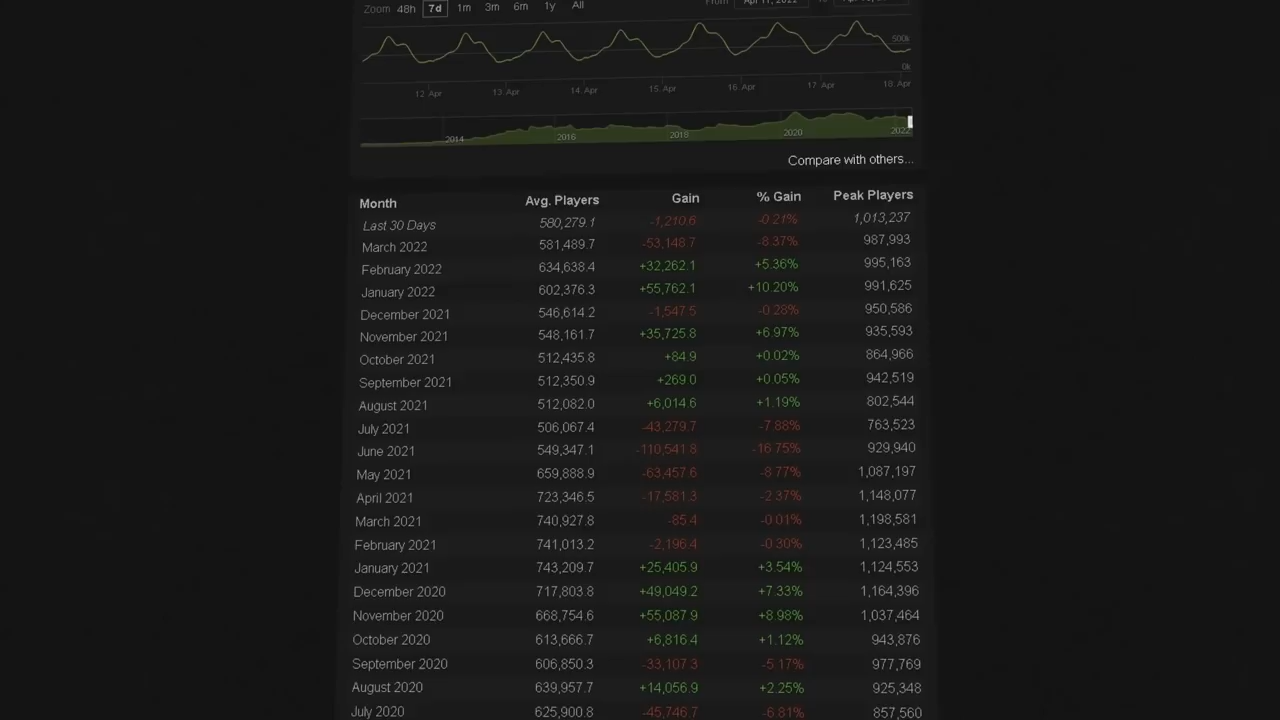 Zoom 48h 7d 1m 3m 6m 1y All From Apr 11, 2022
500k
0k
12. Apr 13. Apr 14. Apr 15. Apr 16. Apr 17. Apr 18. Apr
2014 2016 2018 2020 2022
Compare with others...
Month Avg. Players Gain % Gain Peak Players
Last 30 Days 580,279.1 -1,210.6 -0.21% 1,013,237
March 2022 581,489.7 -53,148.7 -8.37% 987,993
February 2022 634,638.4 +32,262.1 +5.36% 995,163
January 2022 602,376.3 +55,762.1 +10.20% 991,625
December 2021 546,614.2 -1,547.5 -0.28% 950,586
November 2021 548,161.7 +35,725.8 +6.97% 935,593
October 2021 512,435.8 +84.9 +0.02% 864,966
September 2021 512,350.9 +269.0 +0.05% 942,519
August 2021 512,082.0 +6,014.6 +1.19% 802,544
July 2021 506,067.4 -43,279.7 -7.88% 763,523
June 2021 549,347.1 -110,541.8 -16.75% 929,940
May 2021 659,888.9 -63,457.6 -8.77% 1,087,197
April 2021 723,346.5 -17,581.3 -2.37% 1,148,077
March 2021 740,927.8 -85.4 -0.01% 1,198,581
February 2021 741,013.2 -2,196.4 -0.30% 1,123,485
January 2021 743,209.7 +25,405.9 +3.54% 1,124,553
December 2020 717,803.8 +49,049.2 +7.33% 1,164,396
November 2020 668,754.6 +55,087.9 +8.98% 1,037,464
October 2020 613,666.7 +6,816.4 +1.12% 943,876
September 2020 606,850.3 -33,107.3 -5.17% 977,769
August 2020 639,957.7 +14,056.9 +2.25% 925,348
July 2020 625,900.8 -45,746.7 -6.81% 857,560